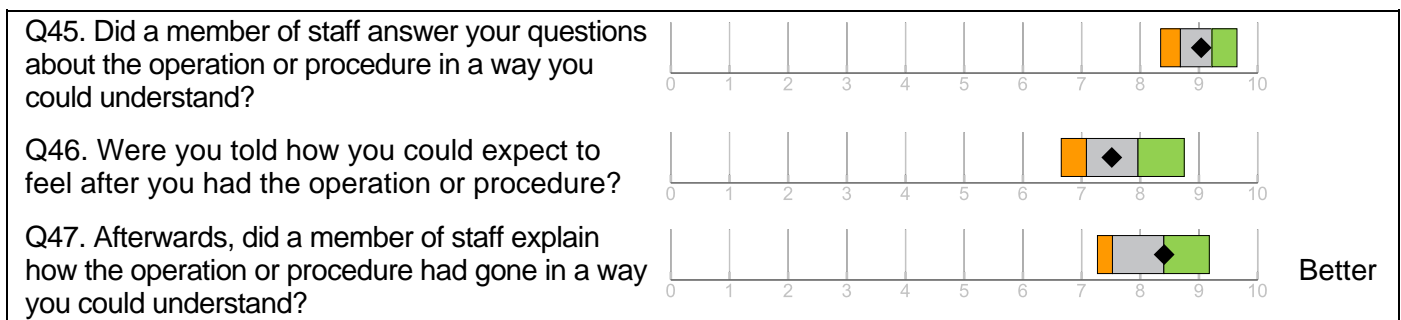 Q45. Did a member of staff answer your questions
about the operation or procedure in a way you
could understand?
0 1 2 3 4 5 6 7 8 9 10
Q46. Were you told how you could expect to
feel after you had the operation or procedure?
0 1 2 3 4 5 6 7 8 9 10
Q47. Afterwards, did a member of staff explain
how the operation or procedure had gone in a way
you could understand?
0 1 2 3 4 5 6 7 8 9 10
Better